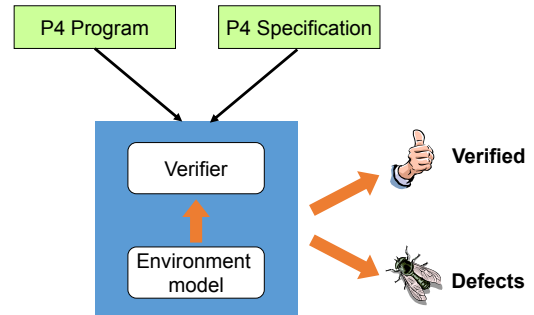 P4 Program
P4 Specification
Verifier
Verified
Environment
model
Defects